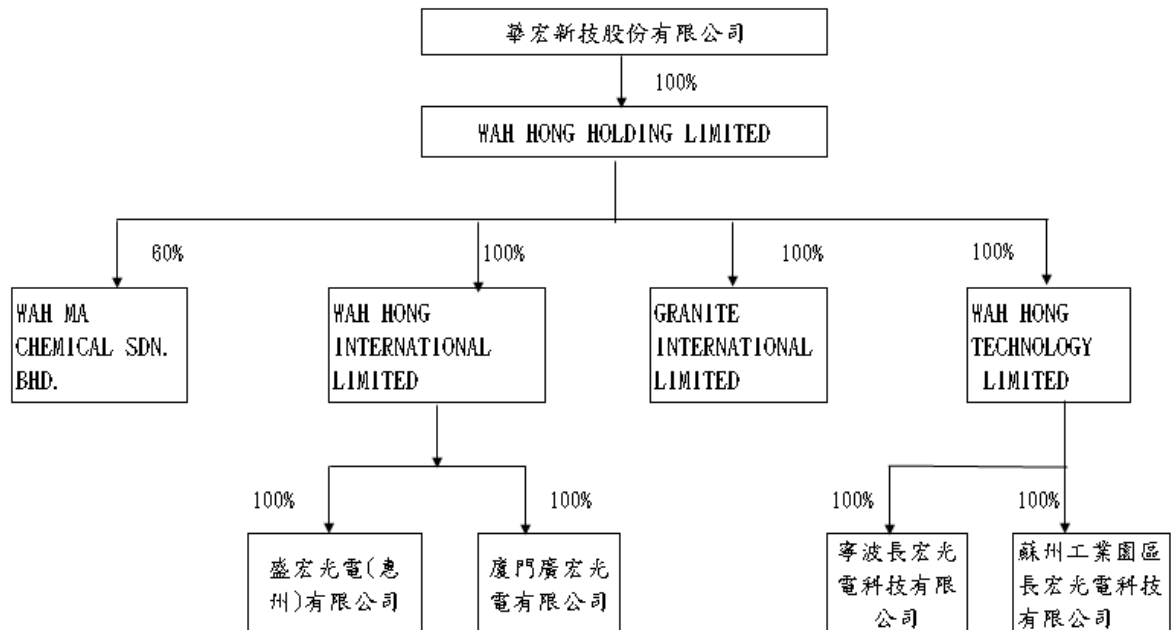 華宏新技股份有限公司
100%
WAH HONG HOLDING LIMITED
60%
100%
100%
100%
WAH MA
CHEMICAL SDN.
BHD.
WAH HONG
INTERNATIONAL
LIMITED
GRANITE
INTERNATIONAL
LIMITED
WAH HONG
TECHNOLOGY
LIMITED
100%
100%
100%
100%
盛宏光電(惠
州)有限公司
廈門廣宏光
電有限公司
寧波長宏光
電科技有限
公司
蘇州工業園區
長宏光電科技
有限公司